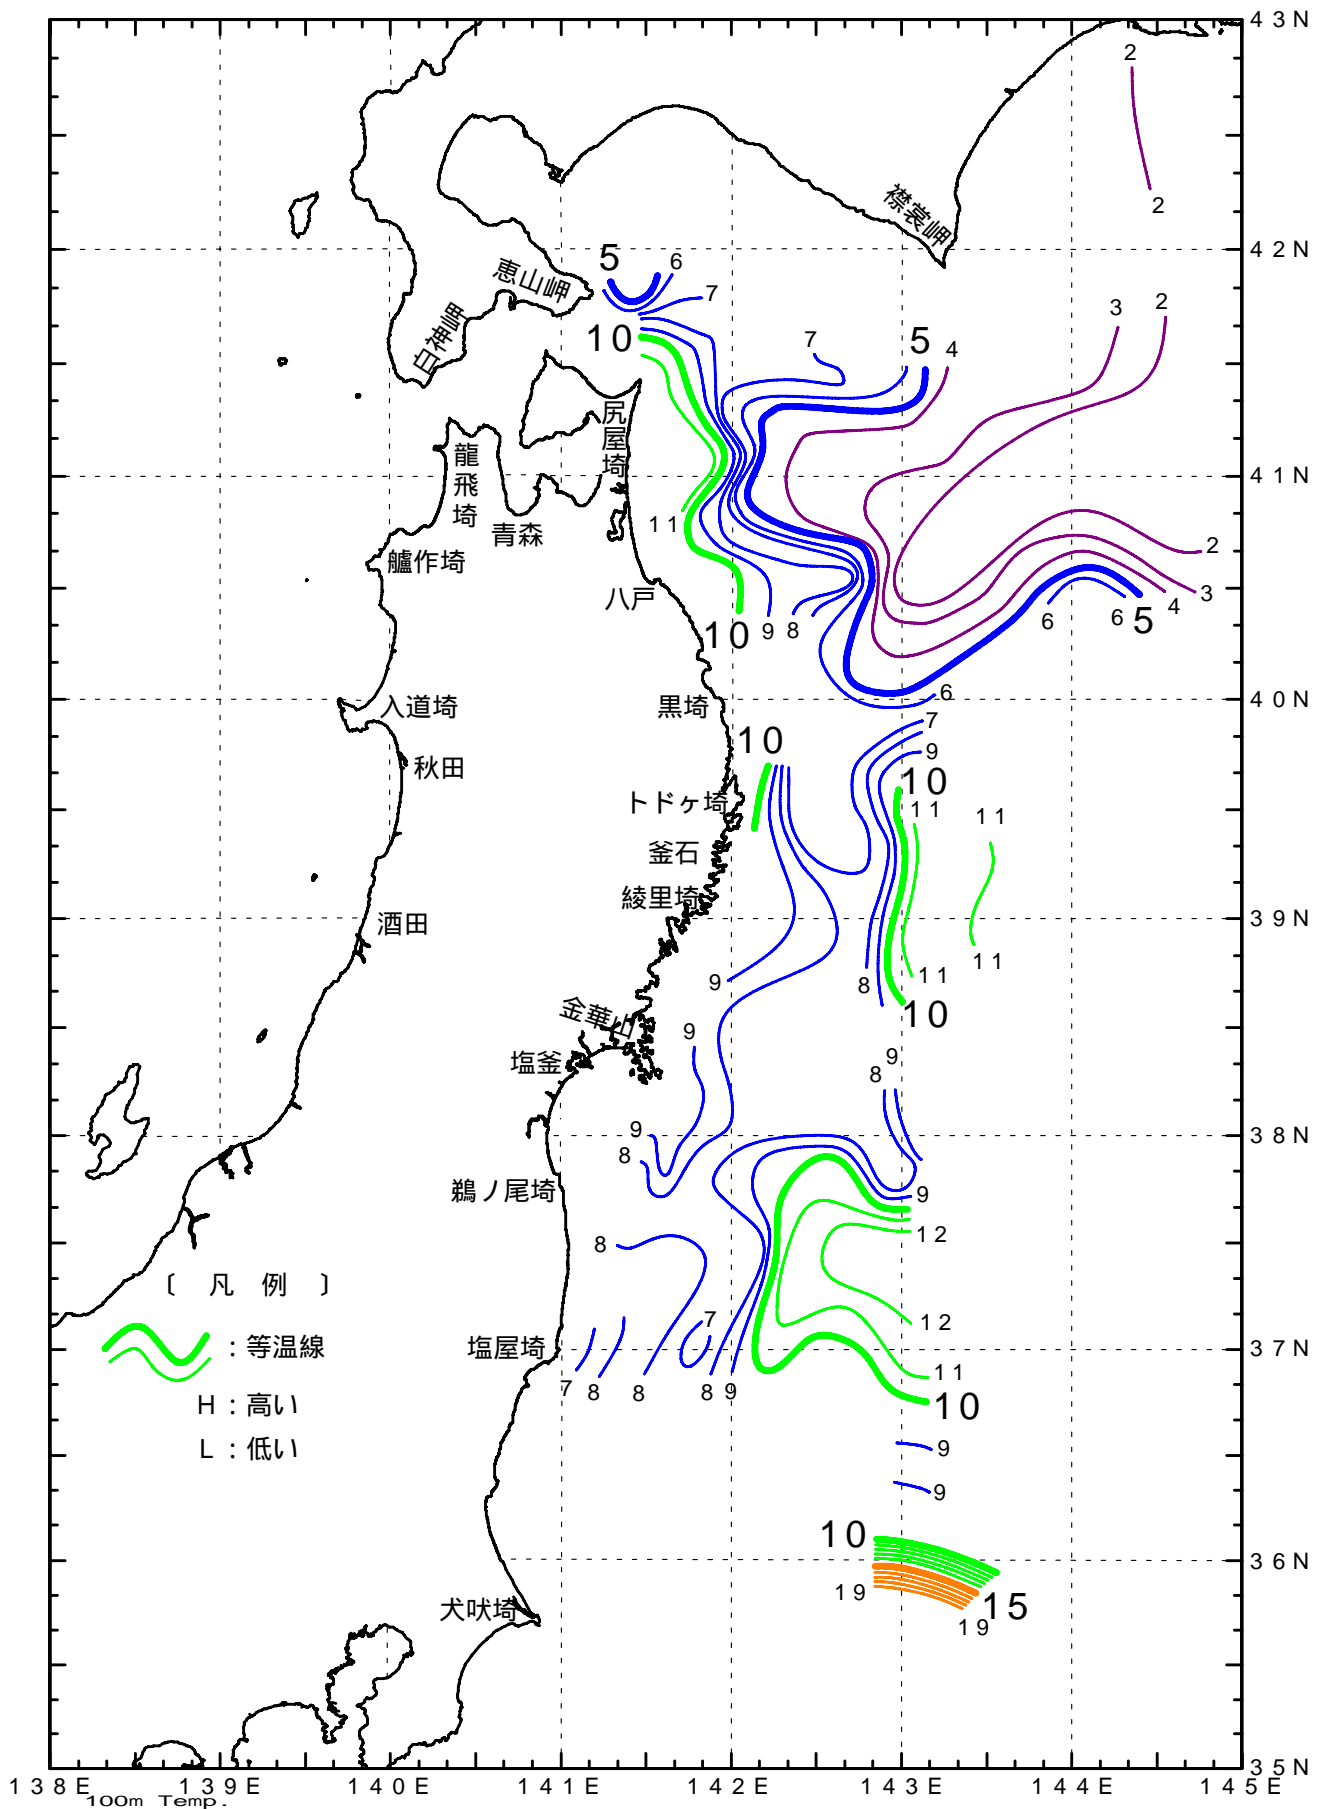 43N
2
2
襟裳岬
42N
5
6
恵山岬
7
3
2
白神岬
10
7
5
4
尻屋埼
龍飛埼
41N
11
青森
艫作埼
2
八戸
3
4
5
6
6
10
9
8
40N
入道埼
黒埼
6
7
10
9
秋田
10
トドヶ埼
11
11
釜石
綾里埼
39N
酒田
11
11
9
8
10
金華山
9
9
塩釜
8
9
38N
8
鵜ノ尾埼
9
12
8
〔 凡 例 〕
7
12
:等温線
塩屋埼
37N
11
7
8
8
8
9
10
H:高い
L:低い
9
9
10
36N
19
15
犬吠埼
19
35N
138E
139E
140E
141E
142E
143E
144E
145E
100m Temp.